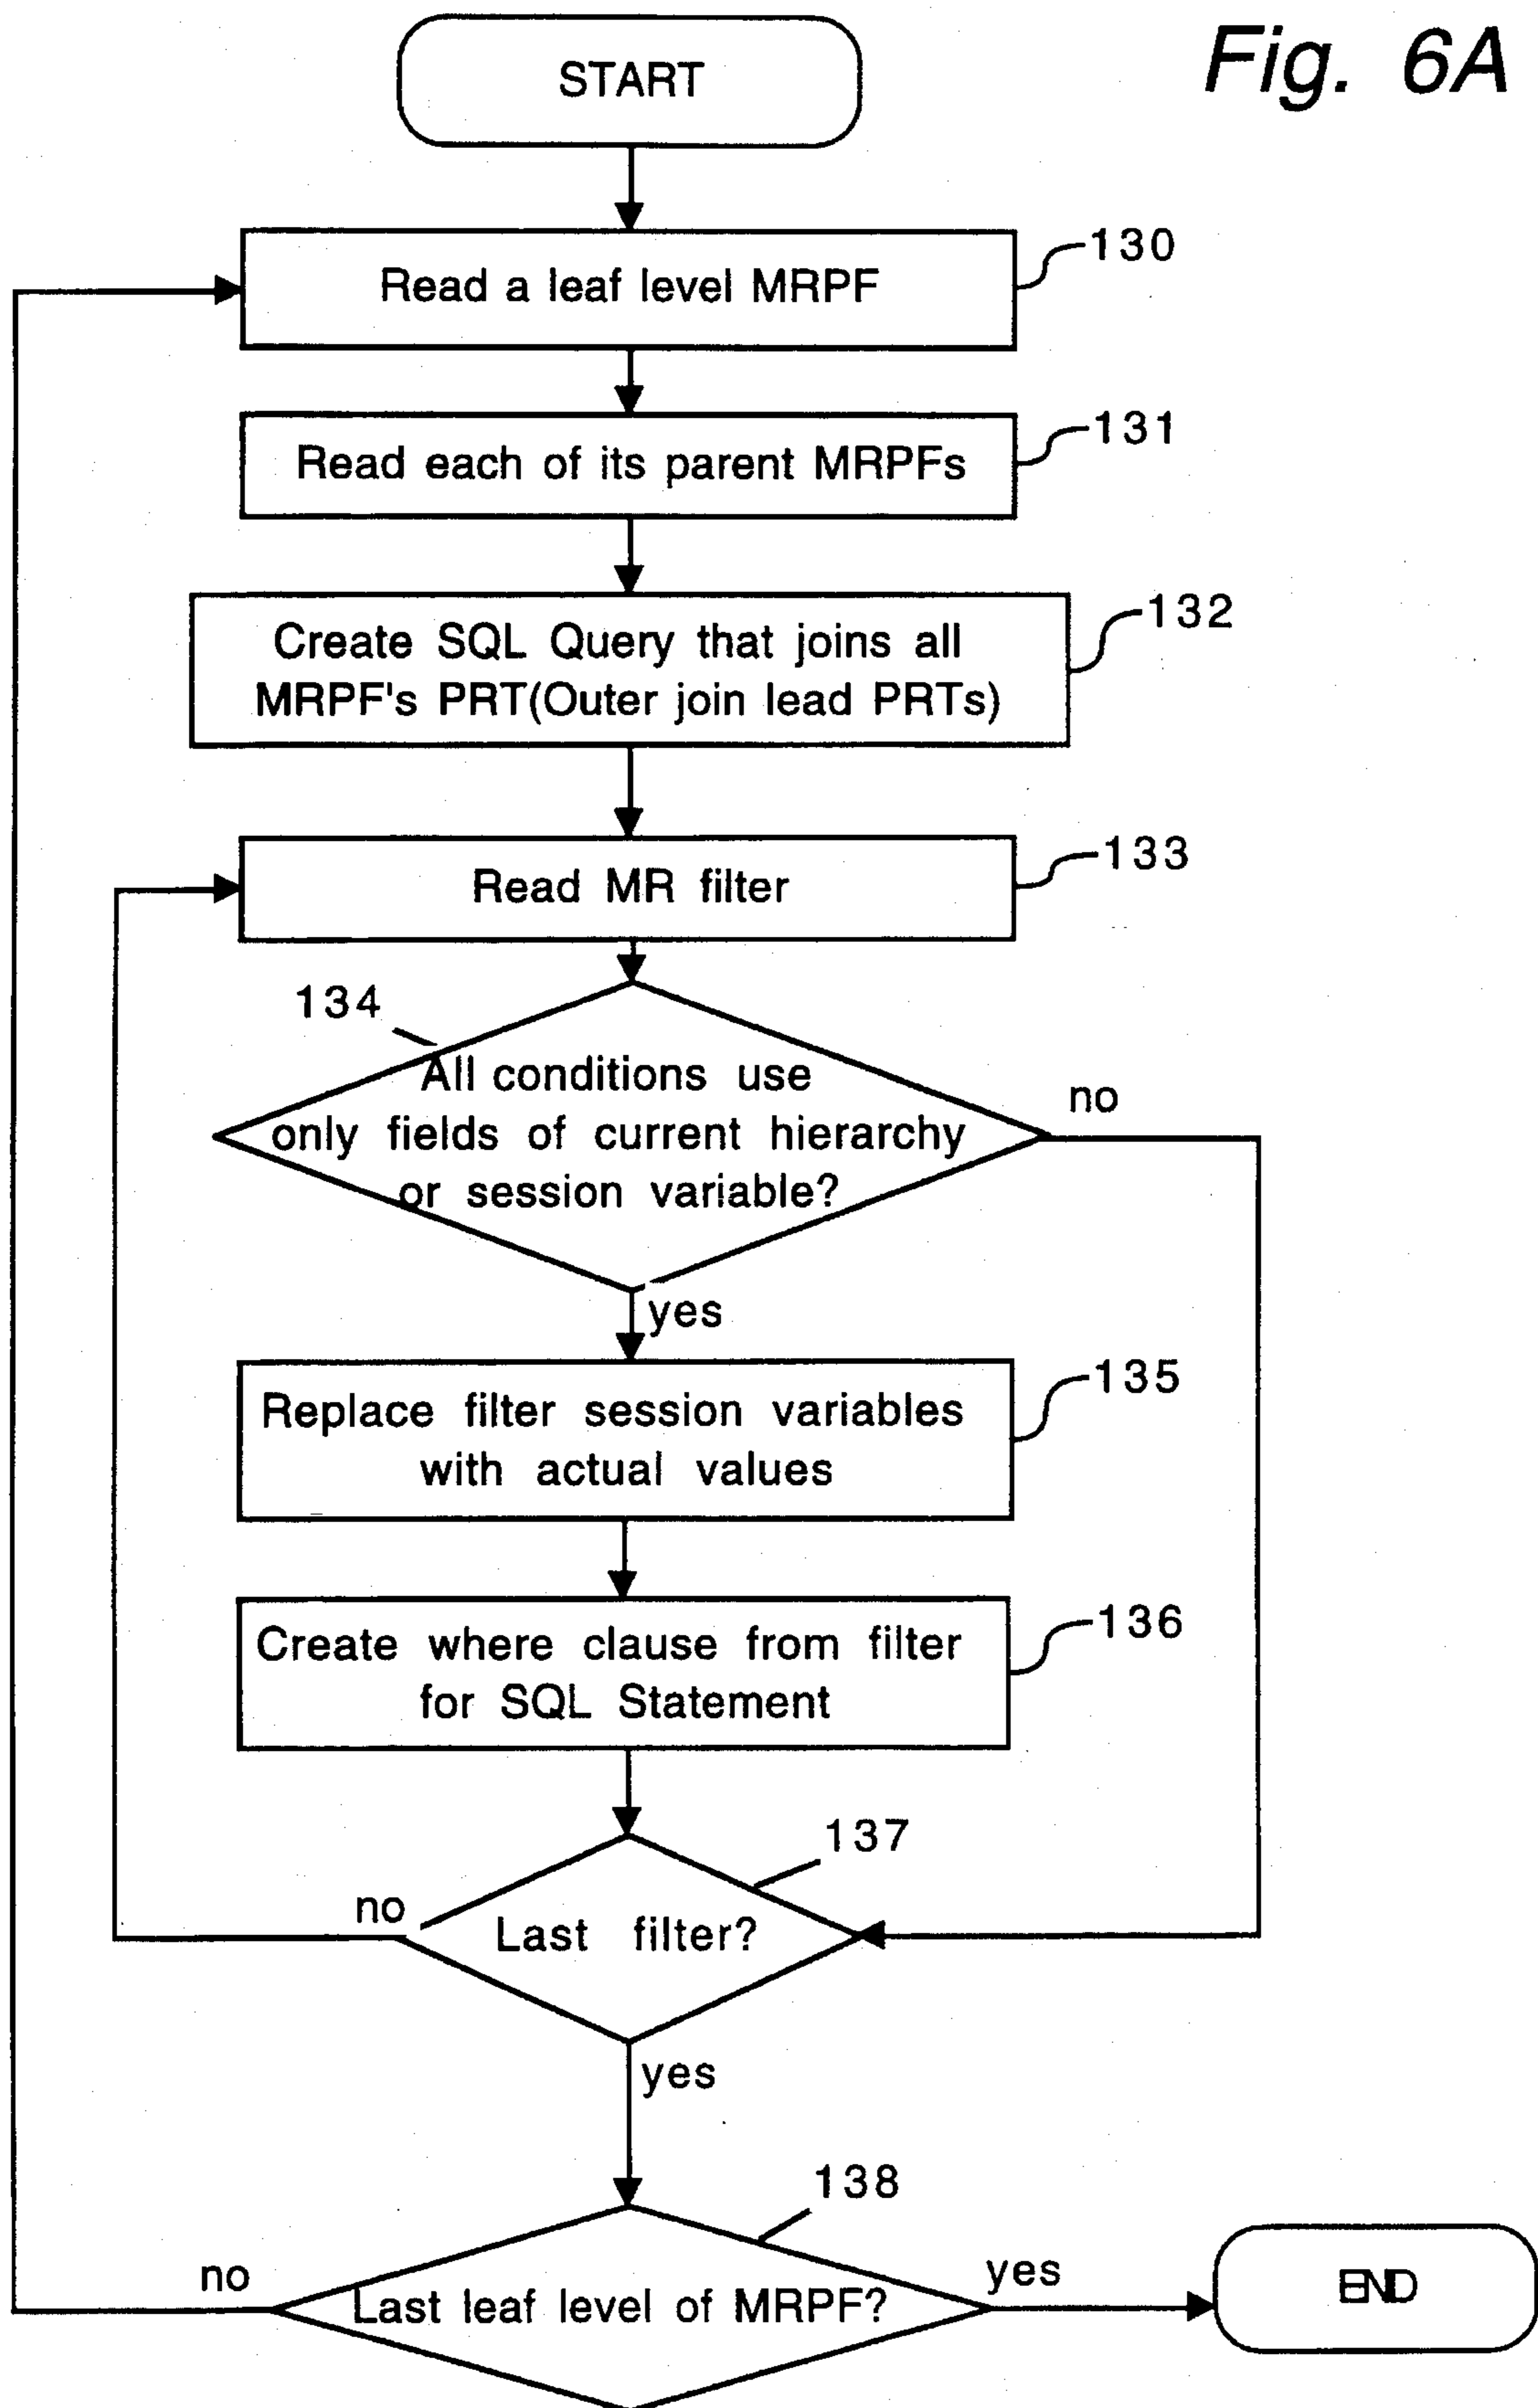 Fig. 6A
START
130
Read a leaf level MRPF
131
Read each of its parent MRPFs
132
Create SQL Query that joins all
MRPF's PRT(Outer join lead PRTs)
133
Read MR filter
134
All conditions use
only fields of current hierarchy
or session variable?
no
yes
135
Replace filter session variables
with actual values
136
Create where clause from filter
for SQL Statement
137
no
Last filter?
yes
138
no
Last leaf level of MRPF?
yes
END